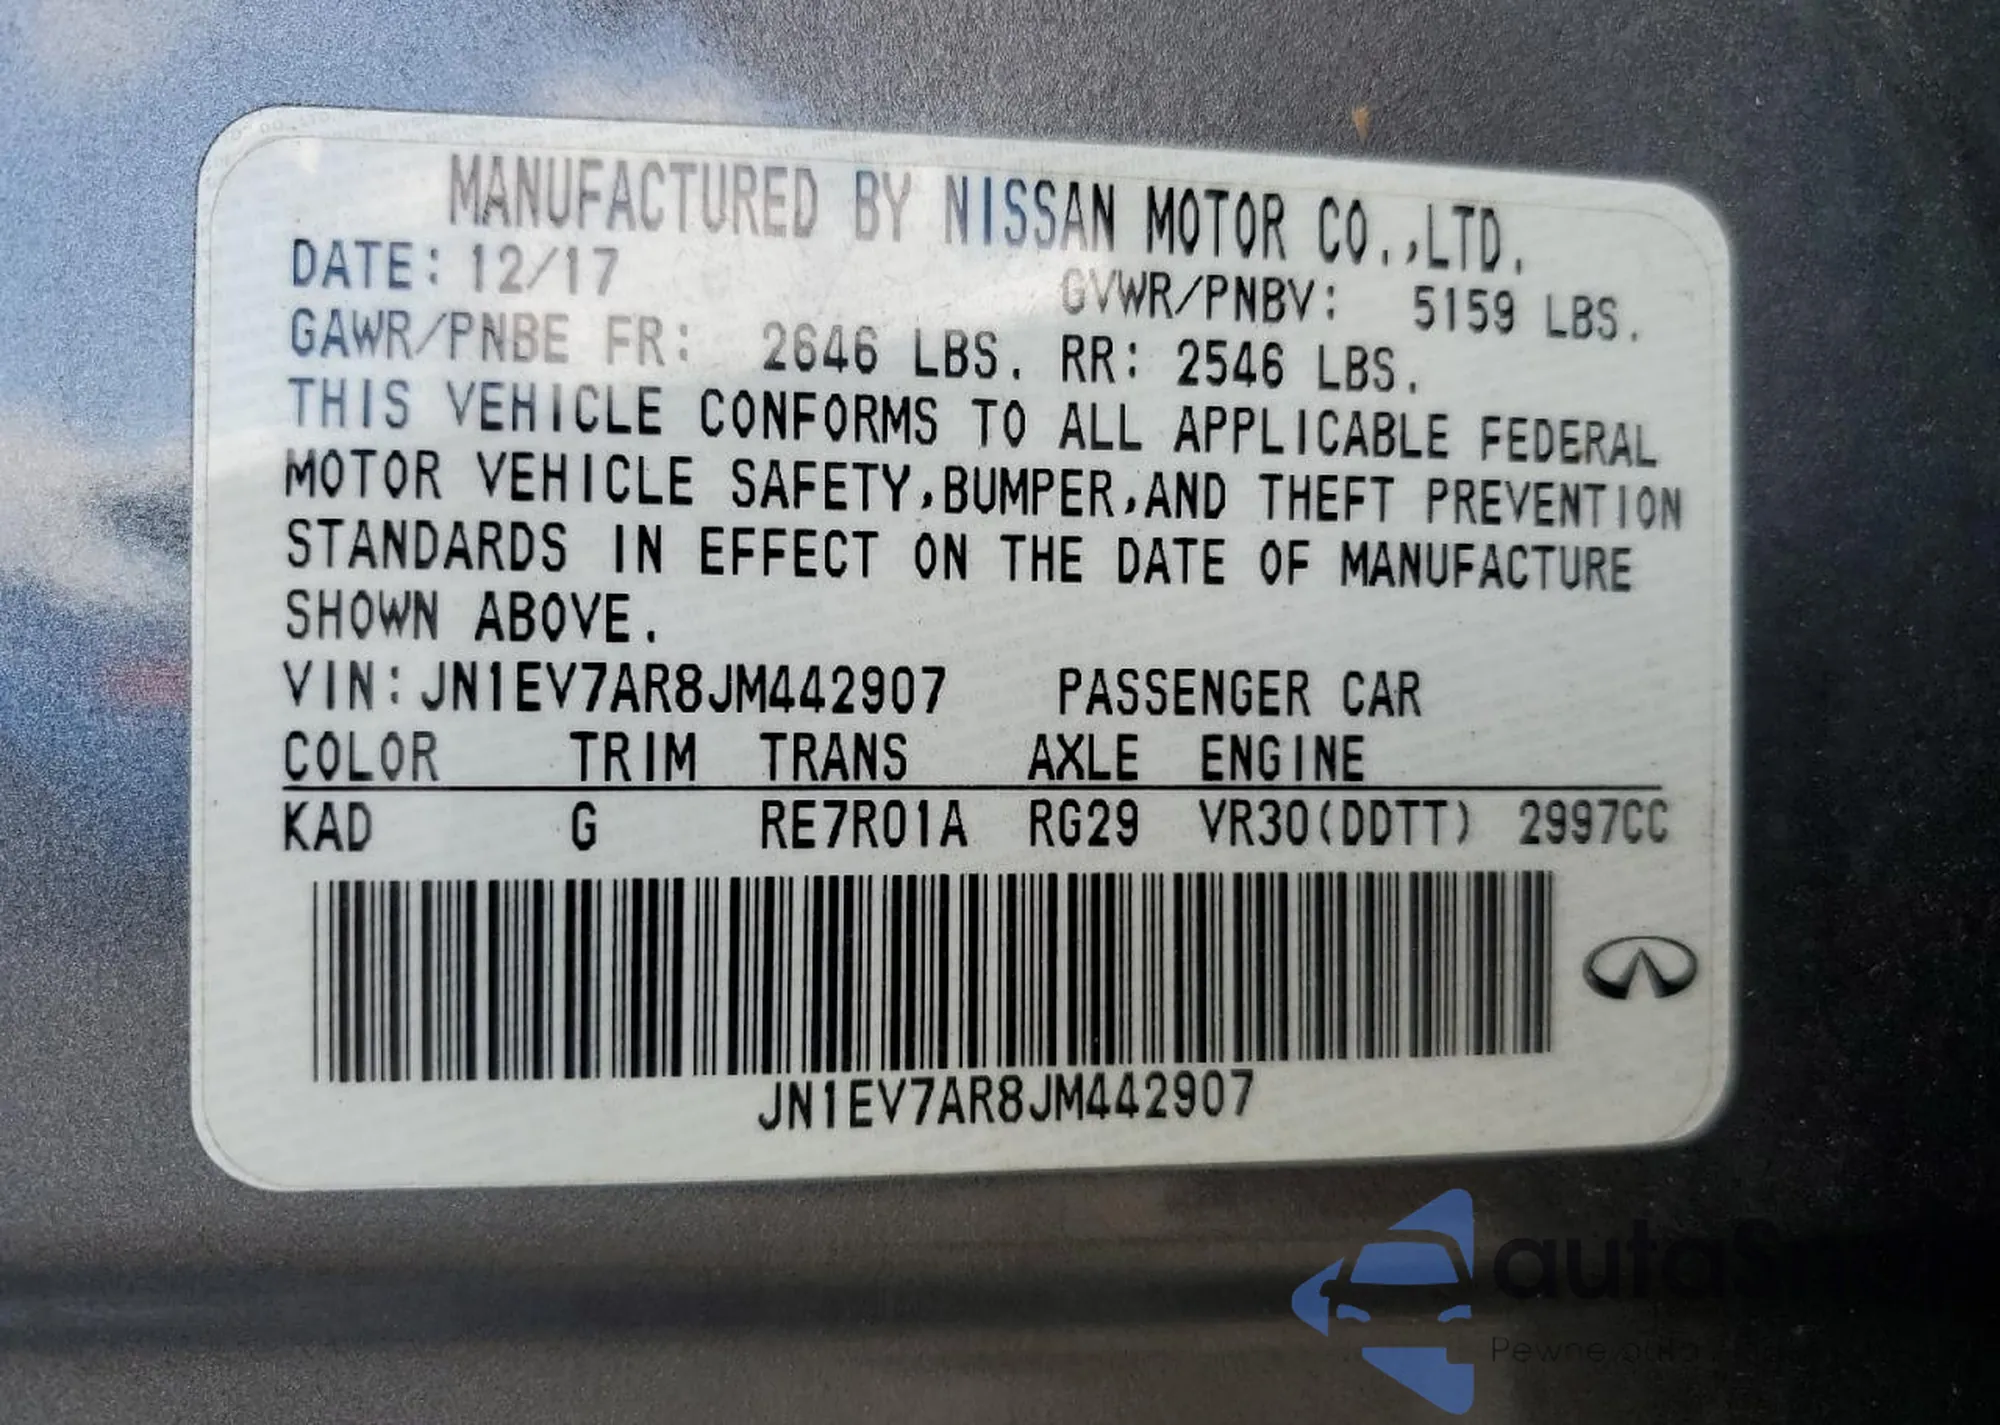 MANUFACTURED BY NISSAN MOTOR CO.,LTD.
DATE: 12/17 GVWR/PNBV: 5159 LBS.
GAWR/PNBE FR: 2646 LBS. RR: 2546 LBS.
THIS VEHICLE CONFORMS TO ALL APPLICABLE FEDERAL
MOTOR VEHICLE SAFETY,BUMPER,AND THEFT PREVENTION
STANDARDS IN EFFECT ON THE DATE OF MANUFACTURE
SHOWN ABOVE.
VIN:JN1EV7AR8JM442907 PASSENGER CAR
COLOR TRIM TRANS AXLE ENGINE
KAD G RE7R01A RG29 VR30(DDTT) 2997CC
JN1EV7AR8JM442907
Pewne auto